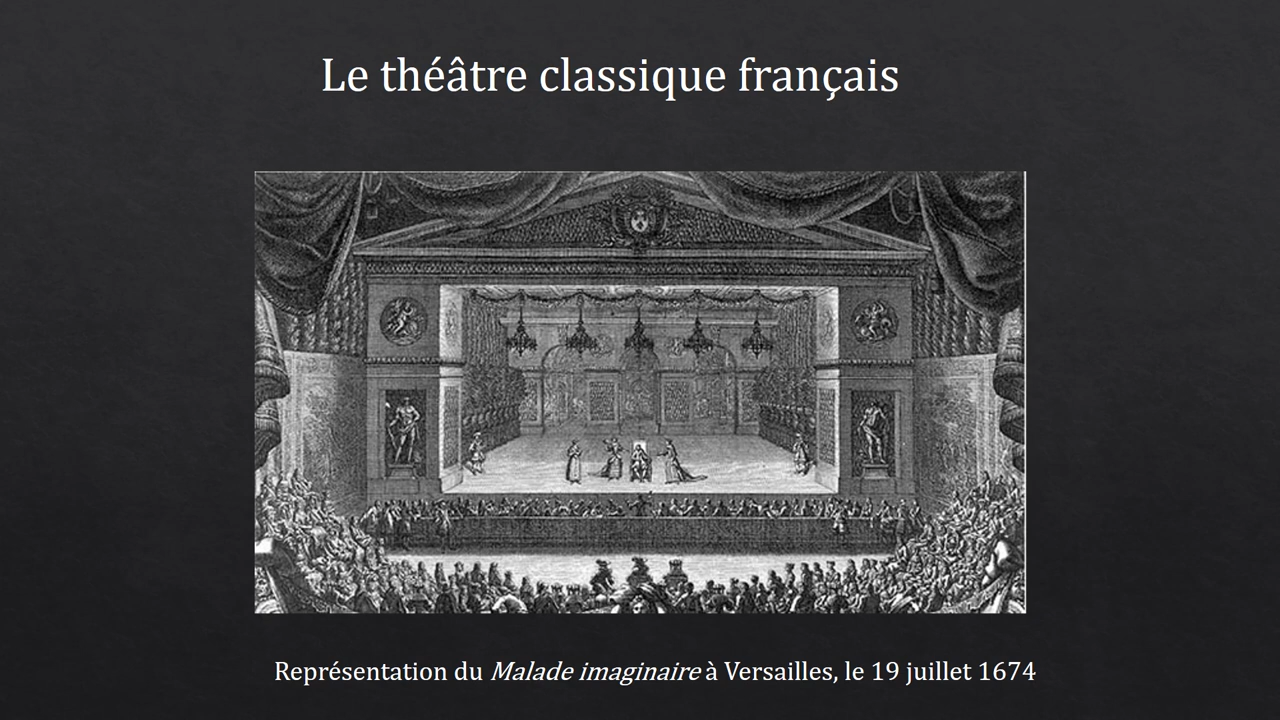 Le théâtre classique français
Représentation du Malade imaginaire à Versailles, le 19 juillet 1674